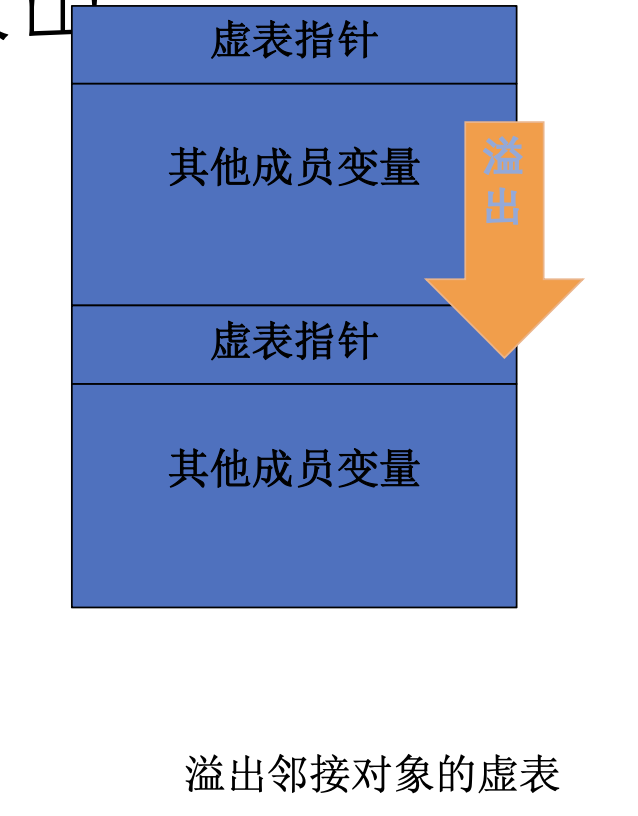 出
虚表指针
其他成员变量
溢
出
虚表指针
其他成员变量
溢出邻接对象的虚表